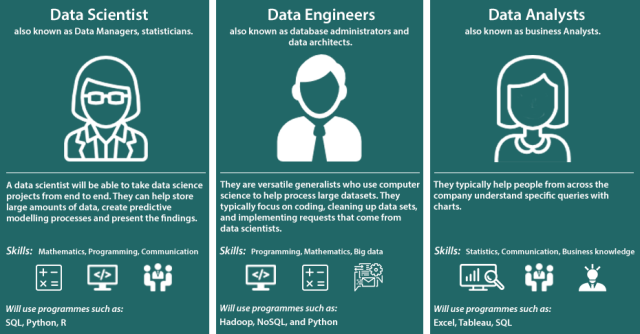 Data Scientist
also known as Data Managers, statisticians.
A data scientist will be able to take data science
projects from end to end. They can help store
large amounts of data, create predictive
modelling processes and present the findings.
Skills: Mathematics, Programming, Communication
Will use programmes such as:
SQL, Python, R
Data Engineers
also known as database administrators and
data architects.
They are versatile generalists who use computer
science to help process large datasets. They
typically focus on coding, cleaning up data sets,
and implementing requests that come from
data scientists.
Skills: Programming, Mathematics, Big data
Will use programmes such as:
Hadoop, NoSQL, and Python
Data Analysts
also known as business Analysts.
They typically help people from across the
company understand specific queries with
charts.
Skills: Statistics, Communication, Business knowledge
Will use programmes such as:
Excel, Tableau, SQL